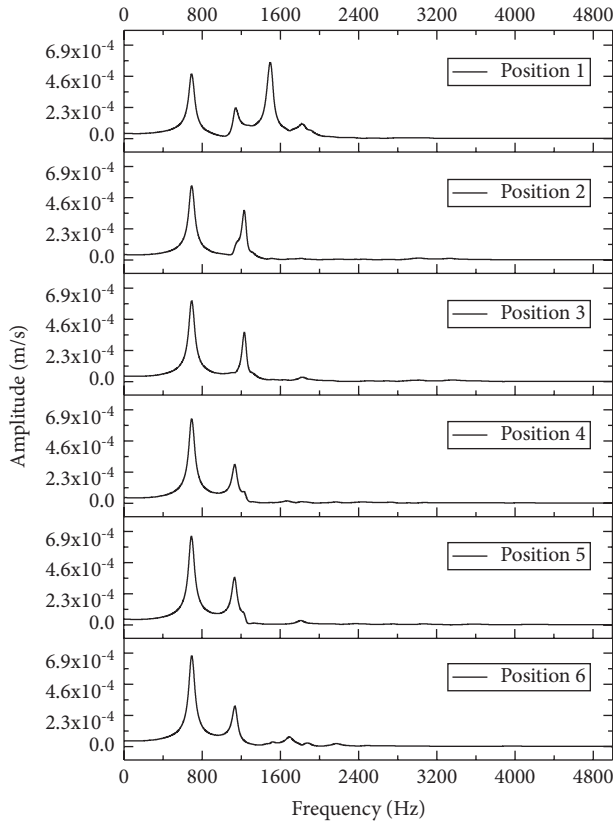 0 800 1600 2400 3200 4000 4800
6.9x10⁻⁴
4.6x10⁻⁴
2.3x10⁻⁴
0.0
Position 1
6.9x10⁻⁴
4.6x10⁻⁴
2.3x10⁻⁴
0.0
Position 2
6.9x10⁻⁴
4.6x10⁻⁴
2.3x10⁻⁴
0.0
Position 3
Amplitude (m/s)
6.9x10⁻⁴
4.6x10⁻⁴
2.3x10⁻⁴
0.0
Position 4
6.9x10⁻⁴
4.6x10⁻⁴
2.3x10⁻⁴
0.0
Position 5
6.9x10⁻⁴
4.6x10⁻⁴
2.3x10⁻⁴
0.0
Position 6
0 800 1600 2400 3200 4000 4800
Frequency (Hz)